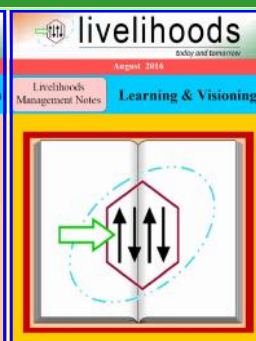 livelihoods
today and tomorrow
August 2016
Livelihoods
Management Notes
Learning & Visioning